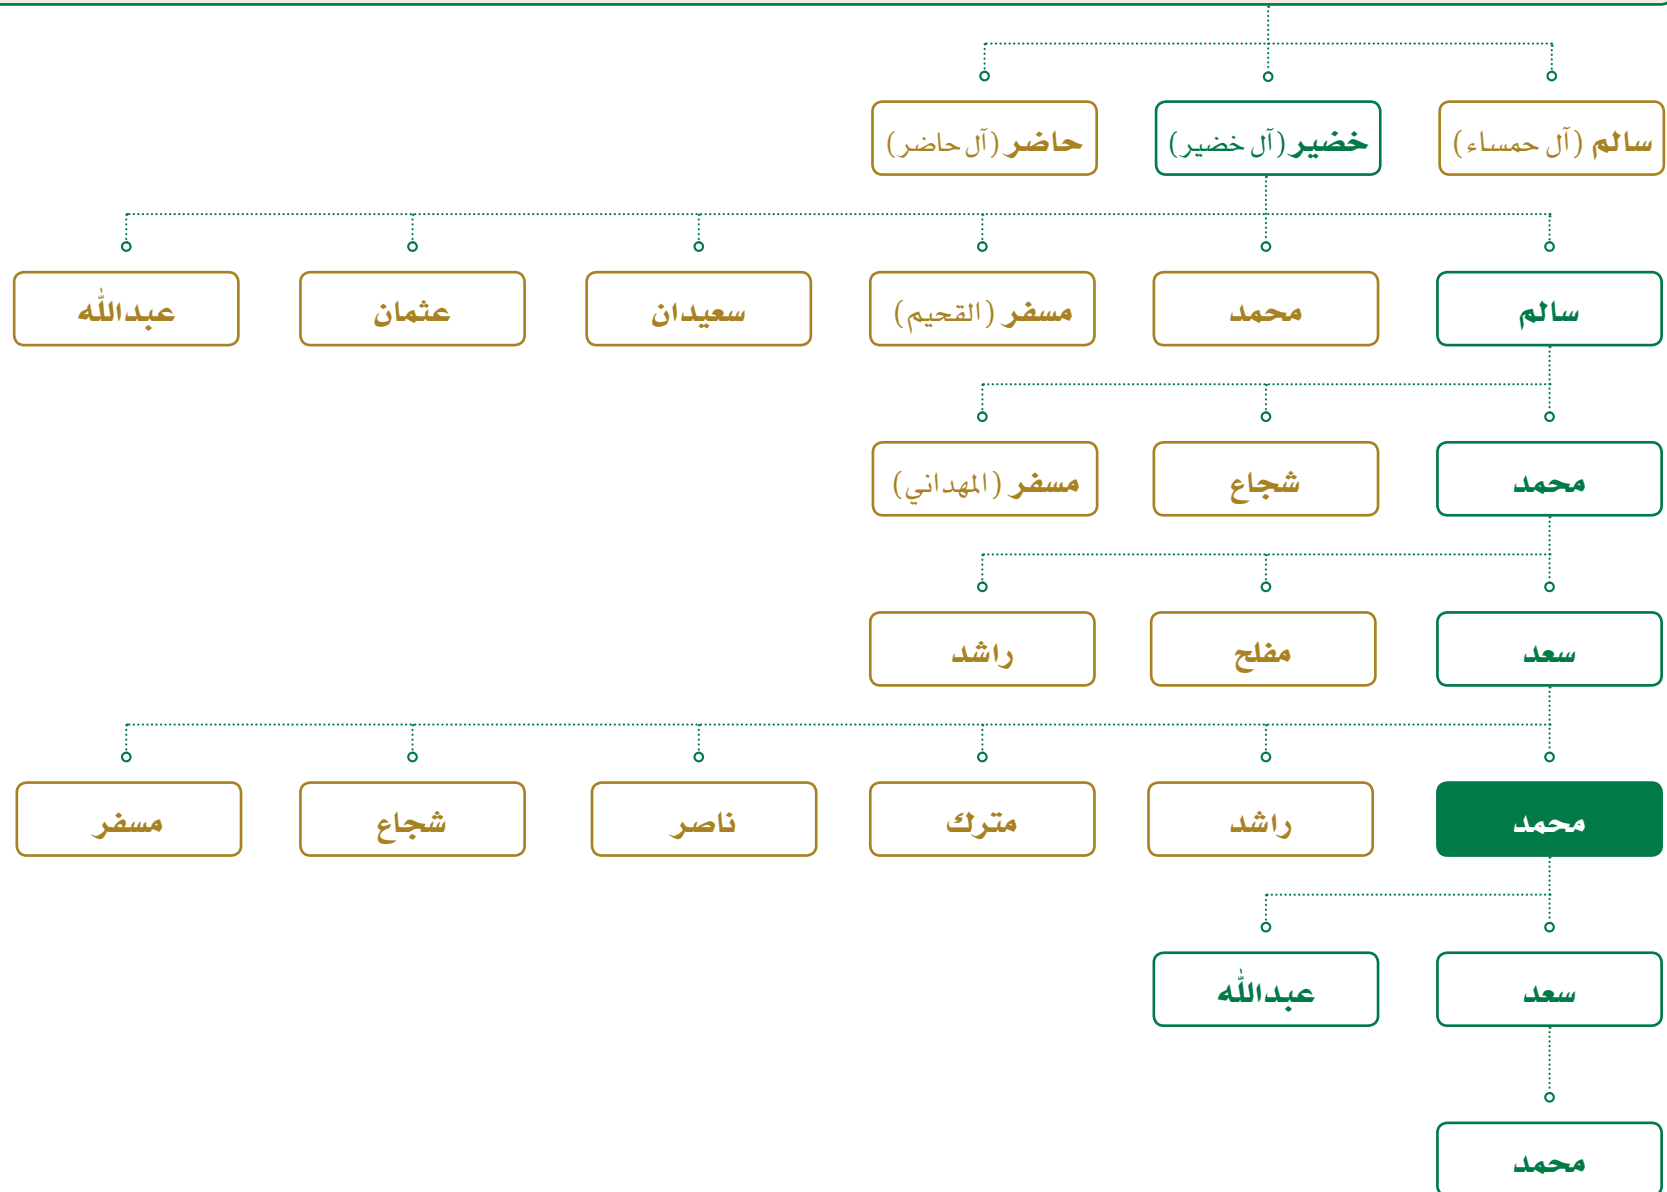 سالم (آل حمساء) خضير (آل خضير) حاضر (آل حاضر)
سالم محمد مسفر (القحيم) سعيدان عثمان عبدالله
محمد شجاع مسفر (المهداني)
سعد مفلح راشد
محمد راشد مترك ناصر شجاع مسفر
سعد عبدالله
محمد